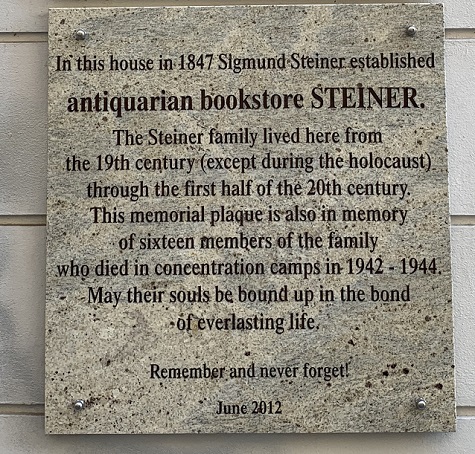 In this house in 1847 Sigmund Steiner established
antiquarian bookstore STEINER.
The Steiner family lived here from
the 19th century (except during the holocaust)
through the first half of the 20th century.
This memorial plaque is also in memory
of sixteen members of the family
who died in concentration camps in 1942 - 1944.
May their souls be bound up in the bond
of everlasting life.
Remember and never forget!
June 2012